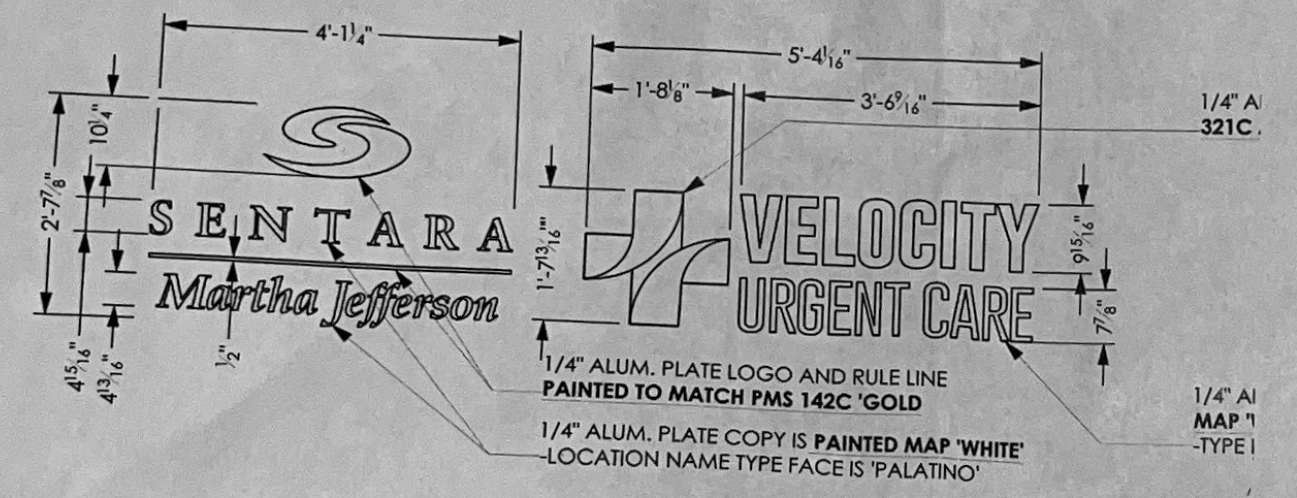 4'-1¼"
5'-4¹⁄₁₆"
1'-8⅛"
3'-6⁹⁄₁₆"
1/4" A
321C
10¼"
2'-7⅞"
SENTARA
Martha Jefferson
4¹⁵⁄₁₆"
4¹³⁄₁₆"
½"
1'-7¹³⁄₁₆"
VELOCITY
URGENT CARE
9¹⁵⁄₁₆"
7⅞"
1/4" ALUM. PLATE LOGO AND RULE LINE
PAINTED TO MATCH PMS 142C 'GOLD
1/4" ALUM. PLATE COPY IS PAINTED MAP 'WHITE'
-LOCATION NAME TYPE FACE IS 'PALATINO'
1/4" A
MAP '
-TYPE